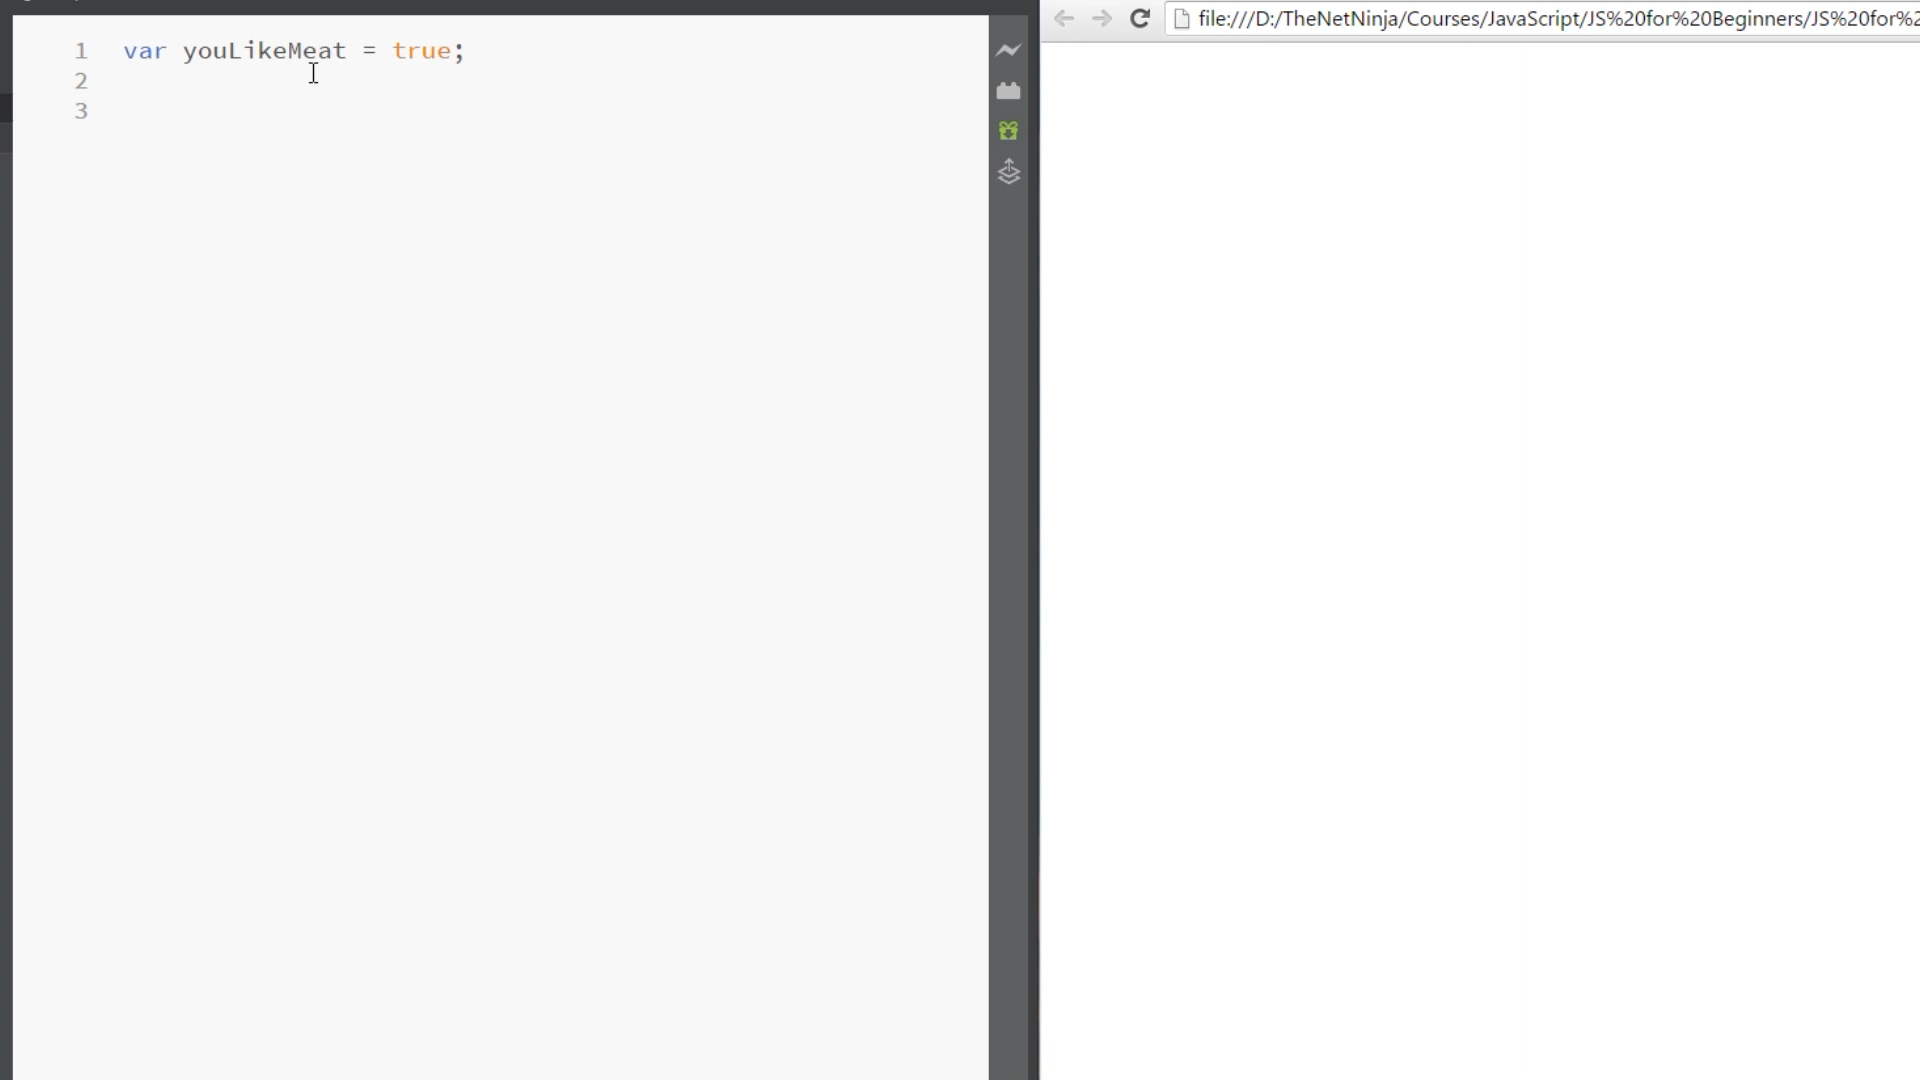 1 var youLikeMeat = true;
2
3
file:///D:/TheNetNinja/Courses/JavaScript/JS%20for%20Beginners/JS%20for%2